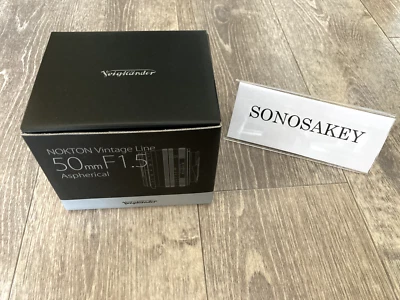 Voigtländer
NOKTON Vintage Line
50mm F1.5
Aspherical
Voigtländer
SONOSAKEY